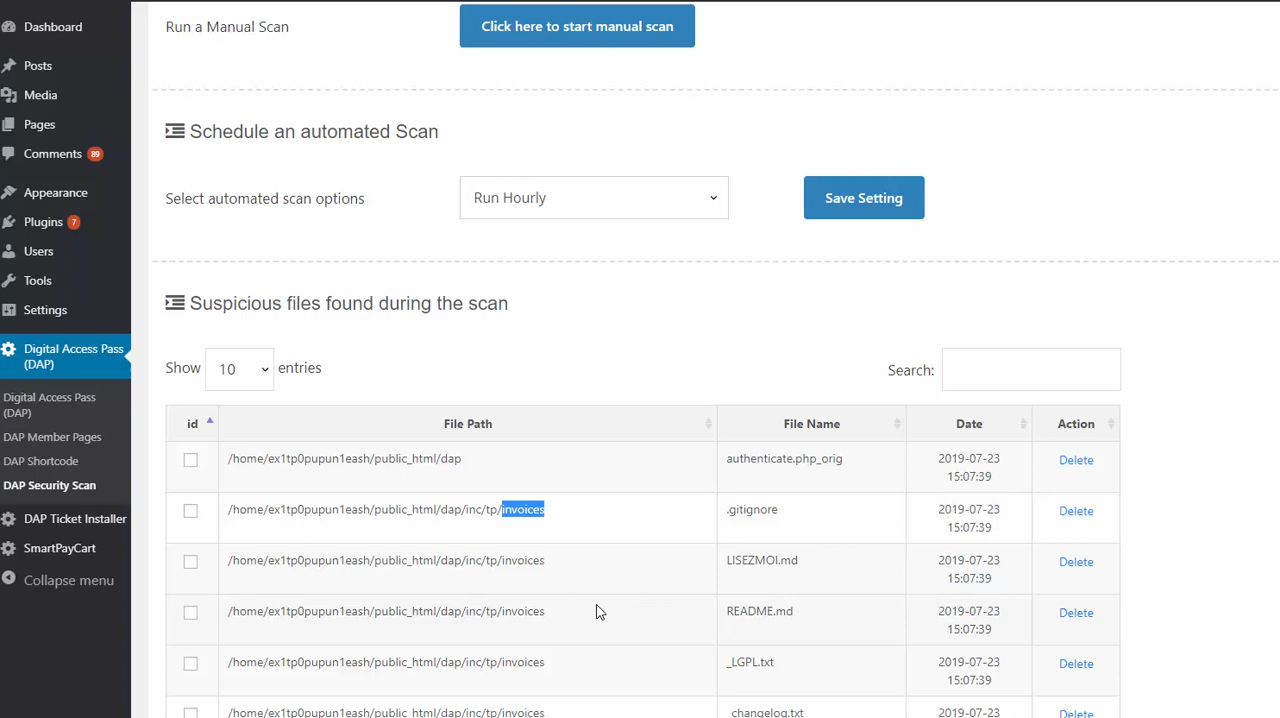 Dashboard
Posts
Media
Pages
Comments 89
Appearance
Plugins 7
Users
Tools
Settings
Digital Access Pass
(DAP)
Digital Access Pass
(DAP)
DAP Member Pages
DAP Shortcode
DAP Security Scan
DAP Ticket Installer
SmartPayCart
Collapse menu
Run a Manual Scan
Click here to start manual scan
Schedule an automated Scan
Select automated scan options
Run Hourly
Save Setting
Suspicious files found during the scan
Show 10 entries
Search:
id File Path File Name Date Action
/home/ex1tp0pupun1eash/public_html/dap authenticate.php_orig 2019-07-23 Delete
15:07:39
/home/ex1tp0pupun1eash/public_html/dap/inc/tp/invoices .gitignore 2019-07-23 Delete
15:07:39
/home/ex1tp0pupun1eash/public_html/dap/inc/tp/invoices LISEZMOI.md 2019-07-23 Delete
15:07:39
/home/ex1tp0pupun1eash/public_html/dap/inc/tp/invoices README.md 2019-07-23 Delete
15:07:39
/home/ex1tp0pupun1eash/public_html/dap/inc/tp/invoices _LGPL.txt 2019-07-23 Delete
15:07:39
/home/ex1tp0pupun1eash/public_html/dap/inc/tp/invoices _changelog.txt 2019-07-23 Delete